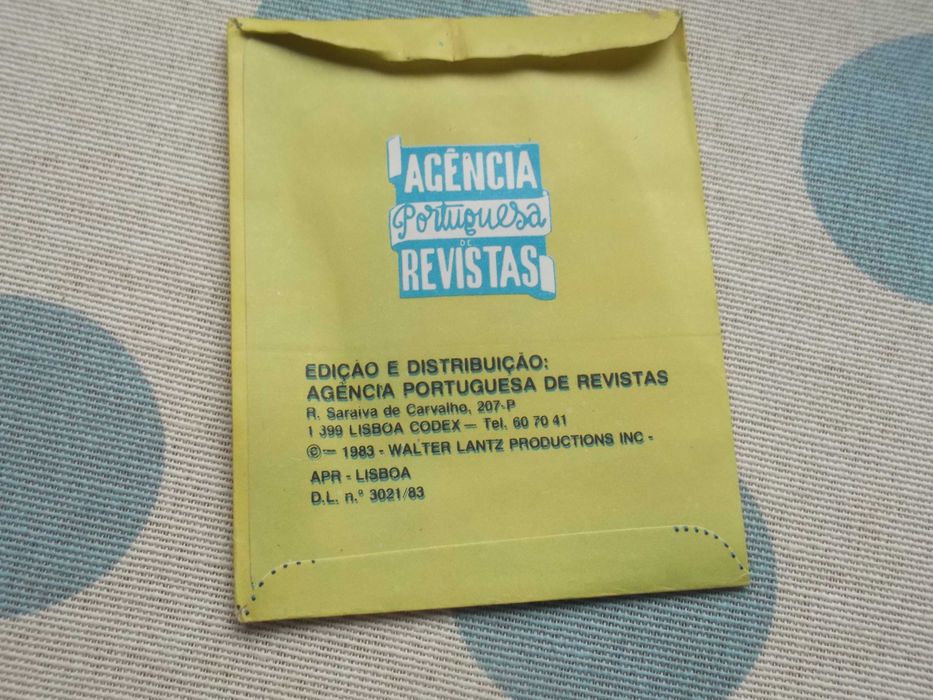 AGÊNCIA
Portuguesa
DE
REVISTAS
EDIÇÃO E DISTRIBUIÇÃO:
AGÊNCIA PORTUGUESA DE REVISTAS
R. Saraiva de Carvalho, 207-P
1 399 LISBOA CODEX — Tel. 60 70 41
©— 1983 - WALTER LANTZ PRODUCTIONS INC -
APR - LISBOA
D.L. n.º 3021/83